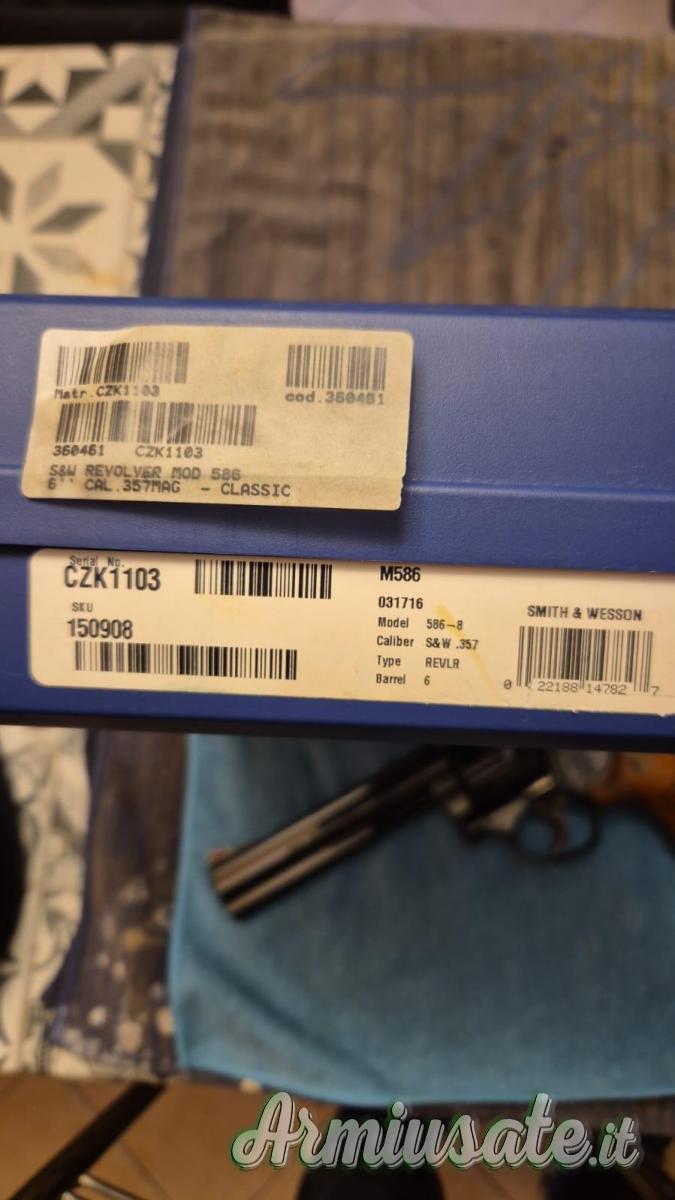 Matr.CZK1103
cod.360461
360461 CZK1103
S&W REVOLVER MOD 586
6'' CAL.357MAG - CLASSIC
Serial No.
CZK1103
SKU
150908
M586
031716
Model 586-8
Caliber S&W .357
Type REVLR
Barrel 6
SMITH & WESSON
0 22188 14782 7
Armiusate.it